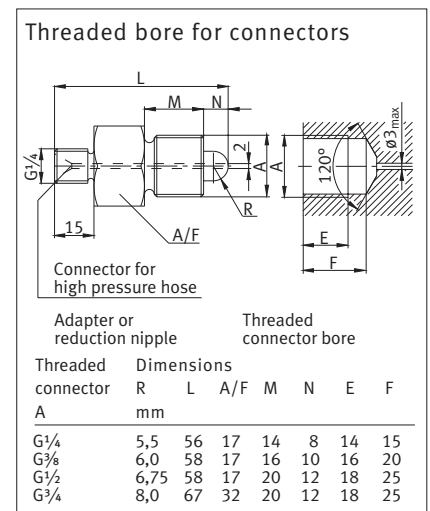 Threaded bore for connectors
L
M N
G¼
2
A A
120°
ø3max
R
15
A/F
E
F
Connector for
high pressure hose
Adapter or
reduction nipple
Threaded
connector bore
Threaded Dimensions
connector R L A/F M N E F
A mm
G¼ 5,5 56 17 14 8 14 15
G⅜ 6,0 58 17 16 10 16 20
G½ 6,75 58 17 20 12 18 25
G¾ 8,0 67 32 20 12 18 25